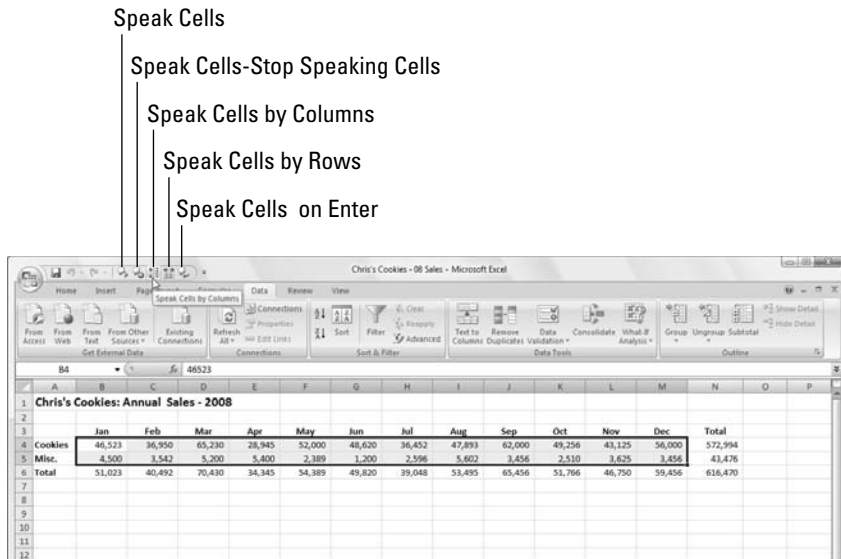 Speak Cells
Speak Cells-Stop Speaking Cells
Speak Cells by Columns
Speak Cells by Rows
Speak Cells on Enter
Chris's Cookies - 08 Sales - Microsoft Excel
Home Insert Data Review View
Speak Cells by Columns
From Access From Web From Text From Other Sources Existing Connections Refresh All Connections Properties Edit Links Sort Filter Clear Reapply Advanced Text to Columns Remove Duplicates Data Validation Consolidate What-If Analysis Group Ungroup Subtotal Show Detail Hide Detail
Get External Data Connections Sort & Filter Data Tools Outline
B4 fx 46523
A B C D E F G H I J K L M N O P
1 Chris's Cookies: Annual Sales - 2008
2
3 Jan Feb Mar Apr May Jun Jul Aug Sep Oct Nov Dec Total
4 Cookies 46,523 36,950 65,230 28,945 52,000 48,620 36,452 47,893 62,000 49,256 43,125 56,000 572,994
5 Misc. 4,500 3,542 5,200 5,400 2,389 1,200 2,596 5,602 3,456 2,510 3,625 3,456 43,476
6 Total 51,023 40,492 70,430 34,345 54,389 49,820 39,048 53,495 65,456 51,766 46,750 59,456 616,470
7
8
9
10
11
12